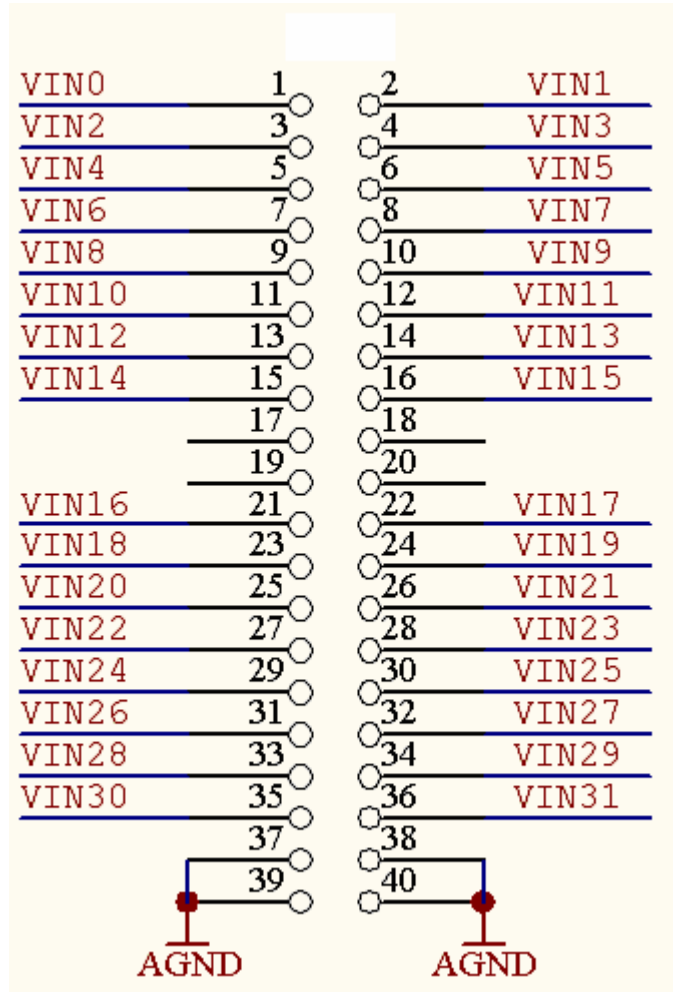 VIN0 1 2 VIN1
VIN2 3 4 VIN3
VIN4 5 6 VIN5
VIN6 7 8 VIN7
VIN8 9 10 VIN9
VIN10 11 12 VIN11
VIN12 13 14 VIN13
VIN14 15 16 VIN15
17 18
19 20
VIN16 21 22 VIN17
VIN18 23 24 VIN19
VIN20 25 26 VIN21
VIN22 27 28 VIN23
VIN24 29 30 VIN25
VIN26 31 32 VIN27
VIN28 33 34 VIN29
VIN30 35 36 VIN31
37 38
39 40
AGND AGND